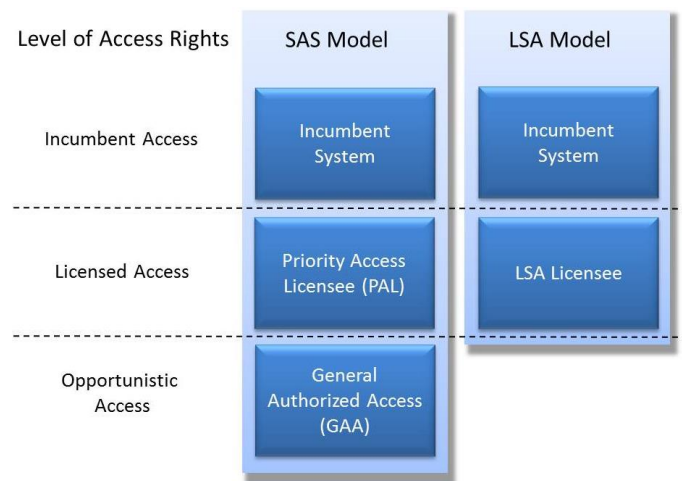 Level of Access Rights
SAS Model
LSA Model
Incumbent Access
Incumbent
System
Incumbent
System
Licensed Access
Priority Access
Licensee (PAL)
LSA Licensee
Opportunistic
Access
General
Authorized Access
(GAA)